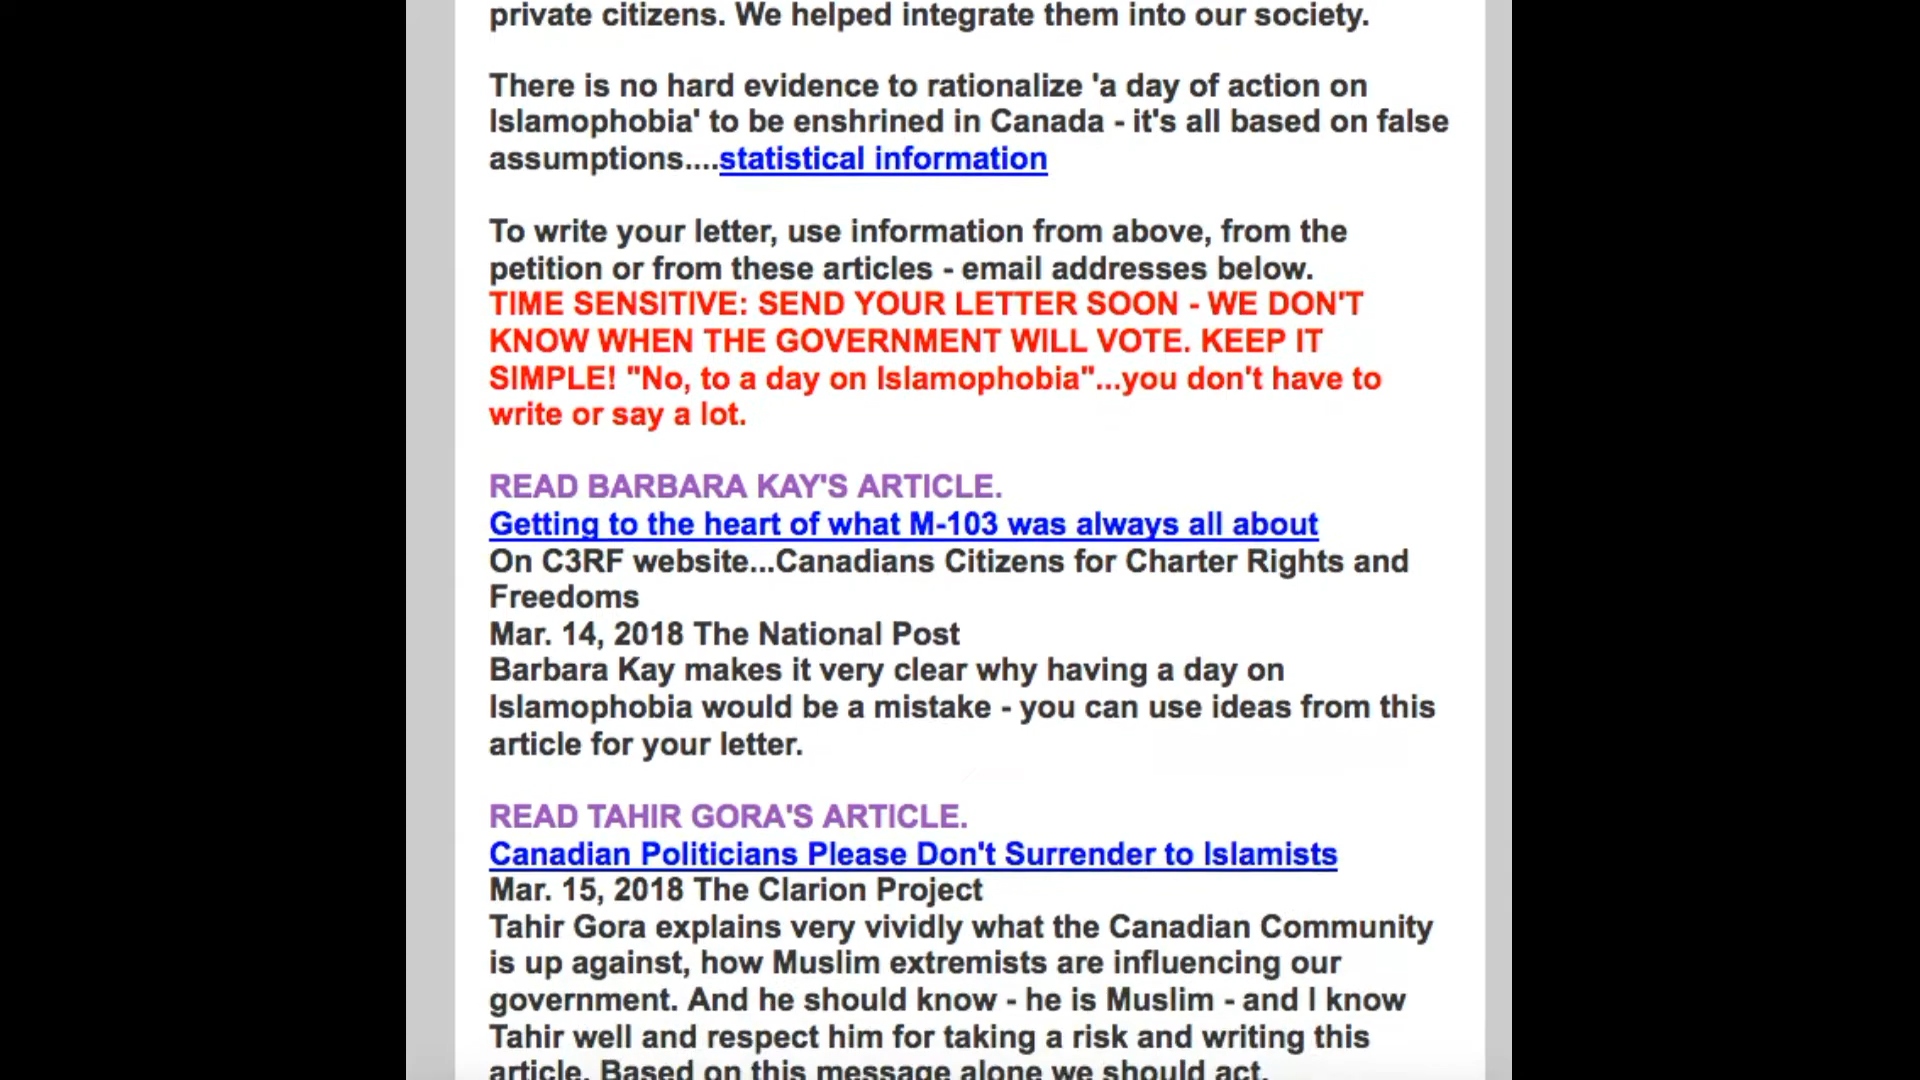 private citizens. We helped integrate them into our society.
There is no hard evidence to rationalize 'a day of action on
Islamophobia' to be enshrined in Canada - it's all based on false
assumptions....statistical information
To write your letter, use information from above, from the
petition or from these articles - email addresses below.
TIME SENSITIVE: SEND YOUR LETTER SOON - WE DON'T
KNOW WHEN THE GOVERNMENT WILL VOTE. KEEP IT
SIMPLE! "No, to a day on Islamophobia"...you don't have to
write or say a lot.
READ BARBARA KAY'S ARTICLE.
Getting to the heart of what M-103 was always all about
On C3RF website...Canadians Citizens for Charter Rights and
Freedoms
Mar. 14, 2018 The National Post
Barbara Kay makes it very clear why having a day on
Islamophobia would be a mistake - you can use ideas from this
article for your letter.
READ TAHIR GORA'S ARTICLE.
Canadian Politicians Please Don't Surrender to Islamists
Mar. 15, 2018 The Clarion Project
Tahir Gora explains very vividly what the Canadian Community
is up against, how Muslim extremists are influencing our
government. And he should know - he is Muslim - and I know
Tahir well and respect him for taking a risk and writing this
article. Based on this message alone we should act.